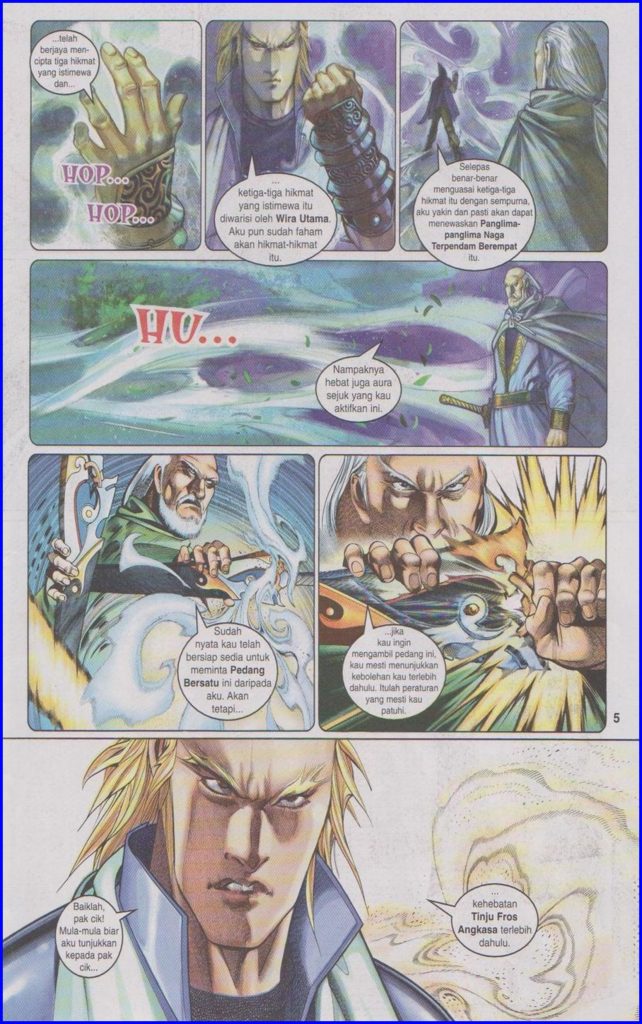 ...telah
berjaya men-
cipta tiga hikmat
yang istimewa
dan...
HOP...
HOP...
...
ketiga-tiga hikmat
yang istimewa itu
diwarisi oleh Wira Utama.
Aku pun sudah faham
akan hikmat-hikmat
itu.
Selepas
benar-benar
menguasai ketiga-tiga
hikmat itu dengan sempurna,
aku yakin dan pasti akan dapat
menewaskan Panglima-
panglima Naga
Terpendam Berempat
itu.
HU...
Nampaknya
hebat juga aura
sejuk yang kau
aktifkan ini.
Sudah
nyata kau telah
bersiap sedia untuk
meminta Pedang
Bersatu ini daripada
aku. Akan
tetapi...
...jika
kau ingin
mengambil pedang ini,
kau mesti menunjukkan
kebolehan kau terlebih
dahulu. Itulah peraturan
yang mesti kau
patuhi.
5
Baiklah,
pak cik!
Mula-mula biar
aku tunjukkan
kepada pak
cik...
...
kehebatan
Tinju Fros
Angkasa terlebih
dahulu.